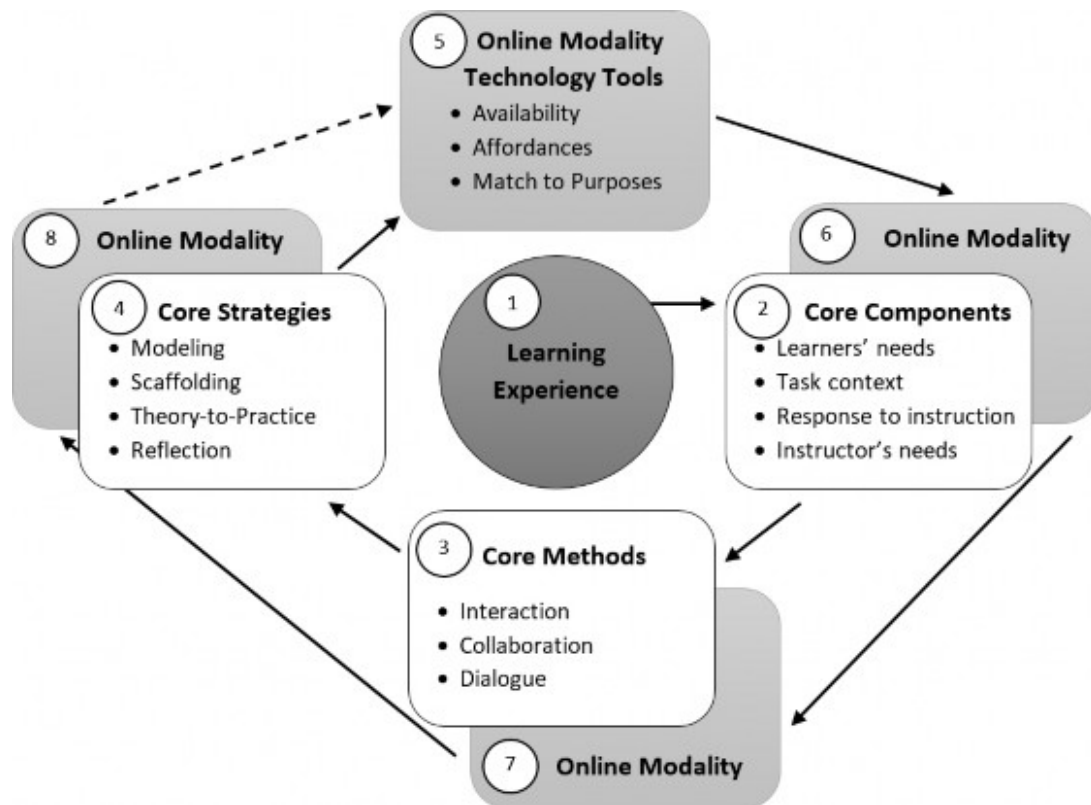 5
Online Modality
Technology Tools
• Availability
• Affordances
• Match to Purposes
8
Online Modality
6
Online Modality
4
Core Strategies
• Modeling
• Scaffolding
• Theory-to-Practice
• Reflection
1
Learning
Experience
2
Core Components
• Learners’ needs
• Task context
• Response to instruction
• Instructor’s needs
3
Core Methods
• Interaction
• Collaboration
• Dialogue
7
Online Modality